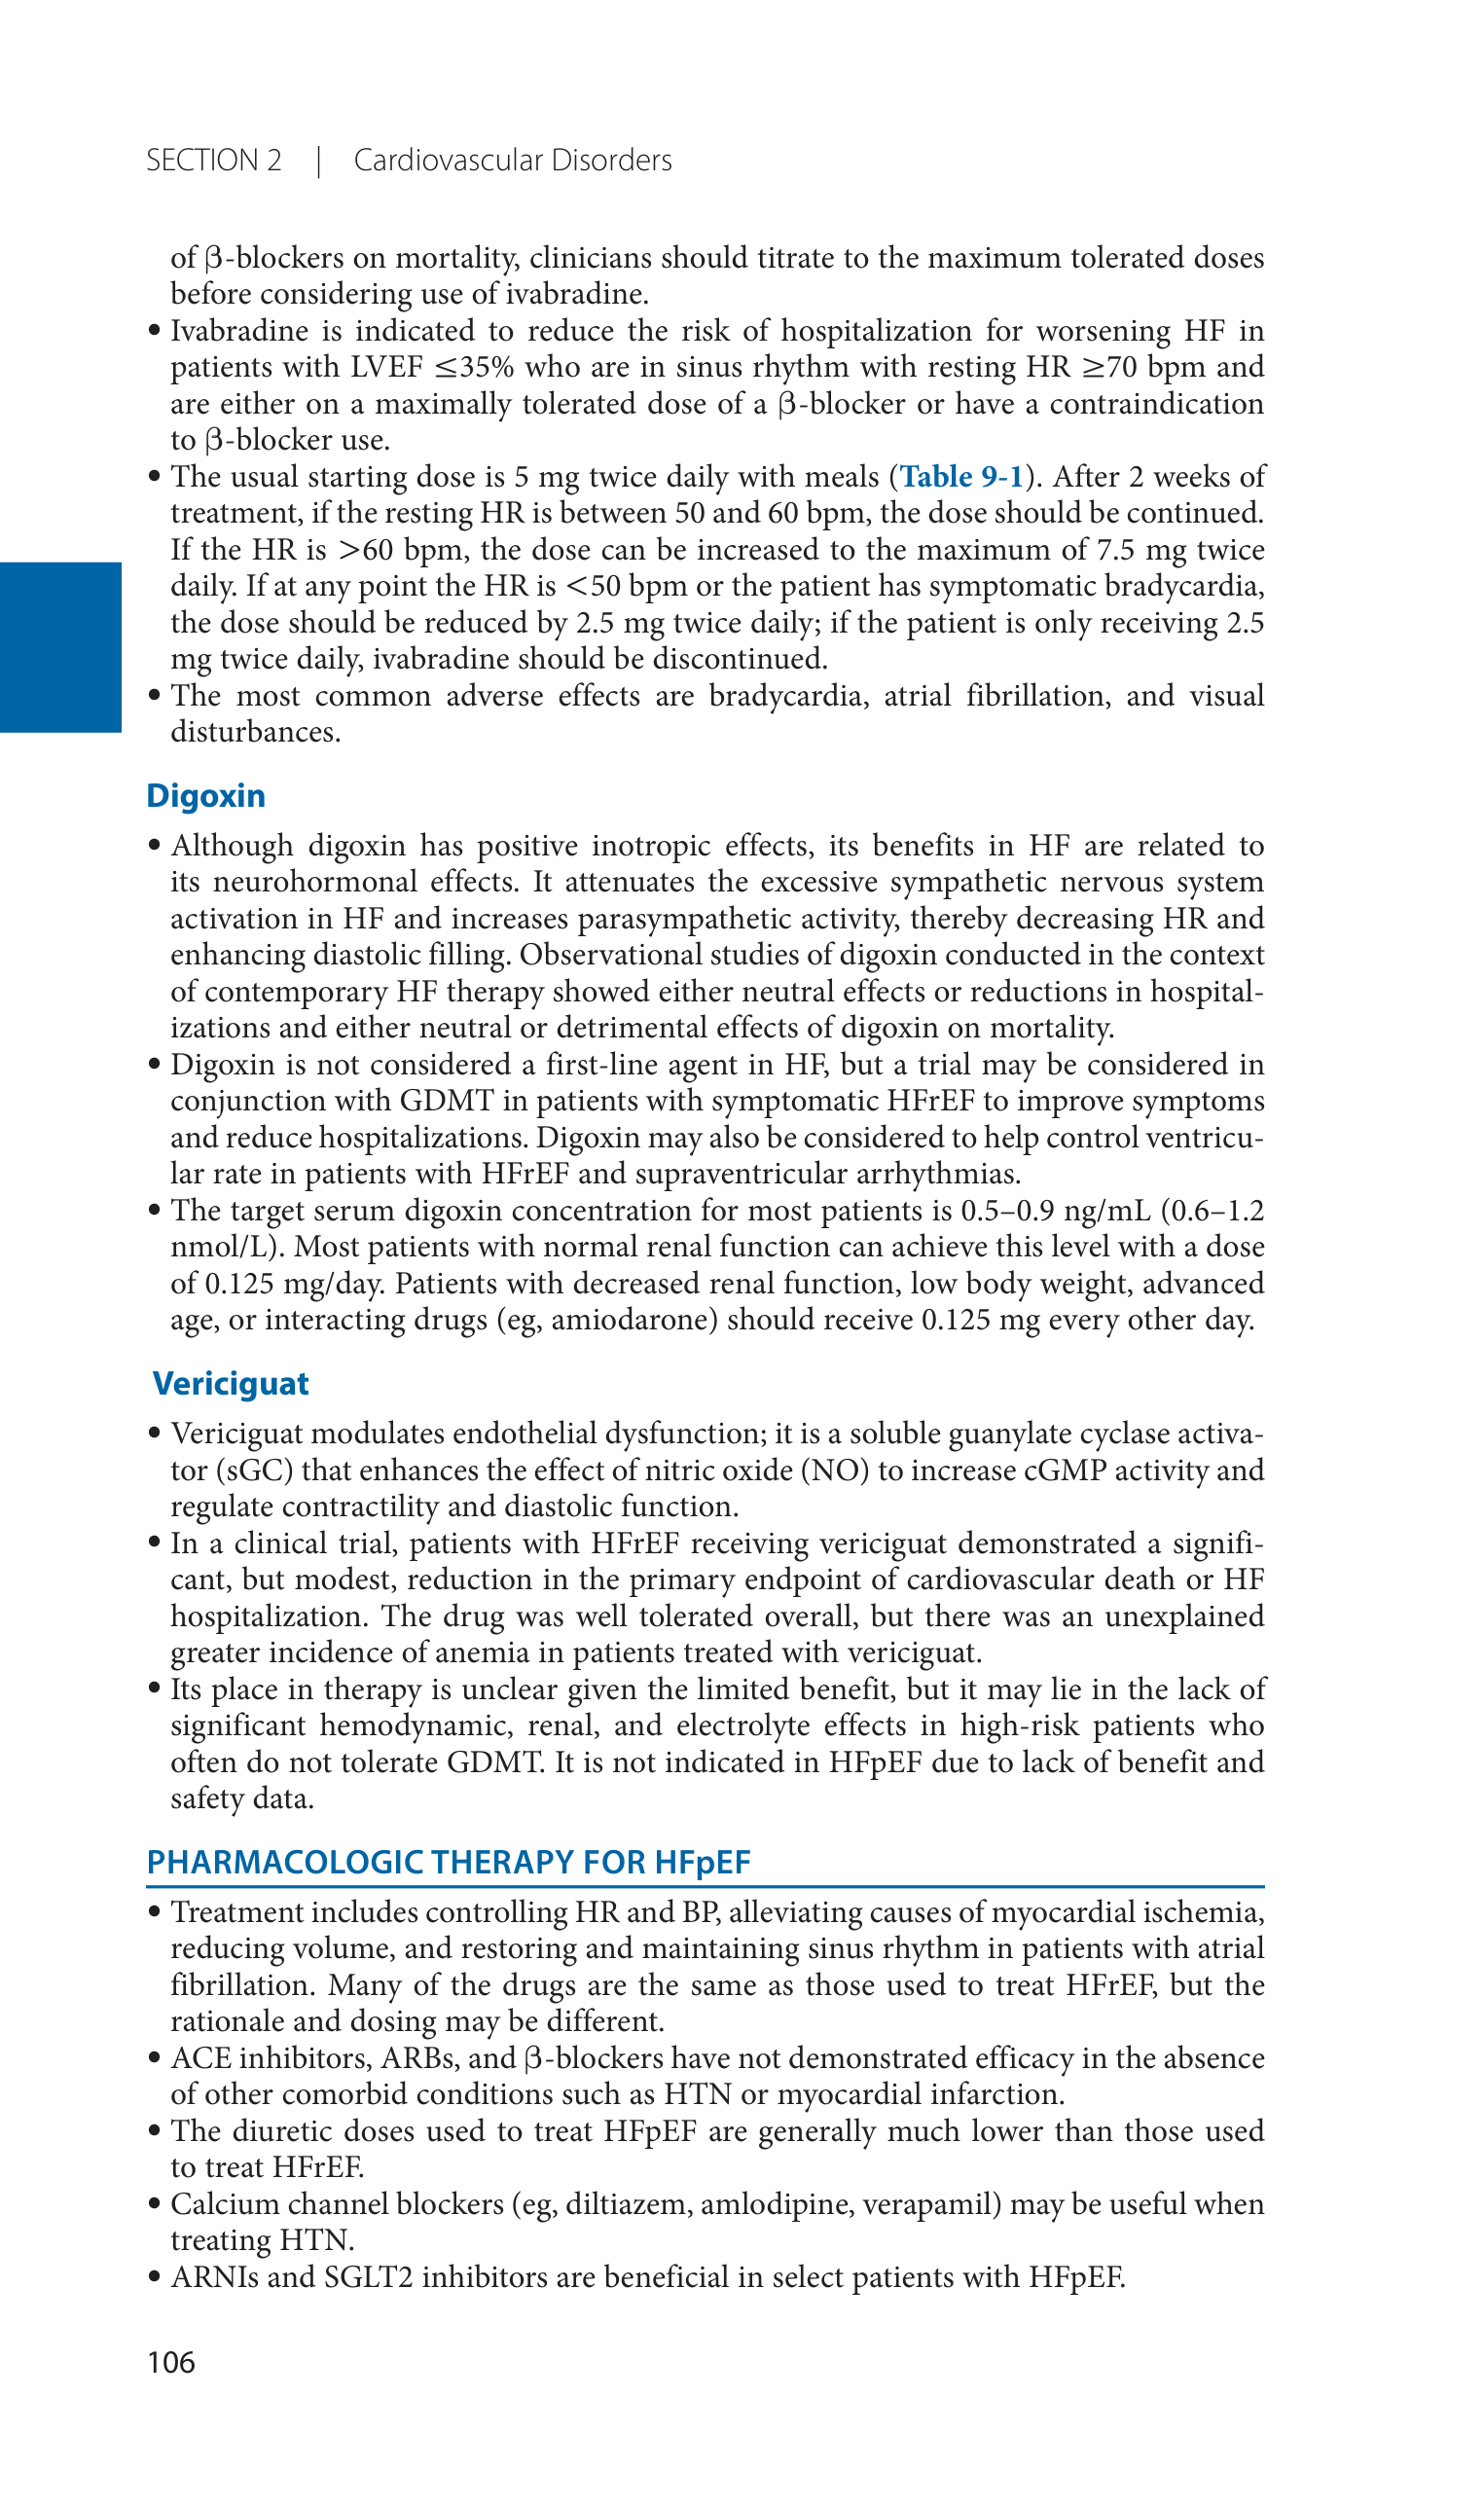 SECTION 2 | Cardiovascular Disorders
of β-blockers on mortality, clinicians should titrate to the maximum tolerated doses
before considering use of ivabradine.
• Ivabradine is indicated to reduce the risk of hospitalization for worsening HF in
patients with LVEF ≤35% who are in sinus rhythm with resting HR ≥70 bpm and
are either on a maximally tolerated dose of a β-blocker or have a contraindication
to β-blocker use.
• The usual starting dose is 5 mg twice daily with meals (Table 9-1). After 2 weeks of
treatment, if the resting HR is between 50 and 60 bpm, the dose should be continued.
If the HR is >60 bpm, the dose can be increased to the maximum of 7.5 mg twice
daily. If at any point the HR is <50 bpm or the patient has symptomatic bradycardia,
the dose should be reduced by 2.5 mg twice daily; if the patient is only receiving 2.5
mg twice daily, ivabradine should be discontinued.
• The most common adverse effects are bradycardia, atrial fibrillation, and visual
disturbances.
Digoxin
• Although digoxin has positive inotropic effects, its benefits in HF are related to
its neurohormonal effects. It attenuates the excessive sympathetic nervous system
activation in HF and increases parasympathetic activity, thereby decreasing HR and
enhancing diastolic filling. Observational studies of digoxin conducted in the context
of contemporary HF therapy showed either neutral effects or reductions in hospital-
izations and either neutral or detrimental effects of digoxin on mortality.
• Digoxin is not considered a first-line agent in HF, but a trial may be considered in
conjunction with GDMT in patients with symptomatic HFrEF to improve symptoms
and reduce hospitalizations. Digoxin may also be considered to help control ventricu-
lar rate in patients with HFrEF and supraventricular arrhythmias.
• The target serum digoxin concentration for most patients is 0.5–0.9 ng/mL (0.6–1.2
nmol/L). Most patients with normal renal function can achieve this level with a dose
of 0.125 mg/day. Patients with decreased renal function, low body weight, advanced
age, or interacting drugs (eg, amiodarone) should receive 0.125 mg every other day.
Vericiguat
• Vericiguat modulates endothelial dysfunction; it is a soluble guanylate cyclase activa-
tor (sGC) that enhances the effect of nitric oxide (NO) to increase cGMP activity and
regulate contractility and diastolic function.
• In a clinical trial, patients with HFrEF receiving vericiguat demonstrated a signifi-
cant, but modest, reduction in the primary endpoint of cardiovascular death or HF
hospitalization. The drug was well tolerated overall, but there was an unexplained
greater incidence of anemia in patients treated with vericiguat.
• Its place in therapy is unclear given the limited benefit, but it may lie in the lack of
significant hemodynamic, renal, and electrolyte effects in high-risk patients who
often do not tolerate GDMT. It is not indicated in HFpEF due to lack of benefit and
safety data.
PHARMACOLOGIC THERAPY FOR HFpEF
• Treatment includes controlling HR and BP, alleviating causes of myocardial ischemia,
reducing volume, and restoring and maintaining sinus rhythm in patients with atrial
fibrillation. Many of the drugs are the same as those used to treat HFrEF, but the
rationale and dosing may be different.
• ACE inhibitors, ARBs, and β-blockers have not demonstrated efficacy in the absence
of other comorbid conditions such as HTN or myocardial infarction.
• The diuretic doses used to treat HFpEF are generally much lower than those used
to treat HFrEF.
• Calcium channel blockers (eg, diltiazem, amlodipine, verapamil) may be useful when
treating HTN.
• ARNIs and SGLT2 inhibitors are beneficial in select patients with HFpEF.
106